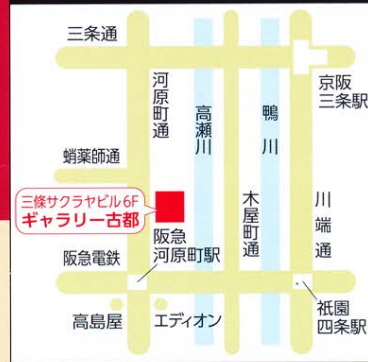 三条通
京阪
三条駅
河原町通
高瀬川
鴨川
蛸薬師通
三條サクラヤビル6F
ギャラリー古都
木屋町通
川端通
阪急
河原町駅
阪急電鉄
祇園
四条駅
高島屋
エディオン